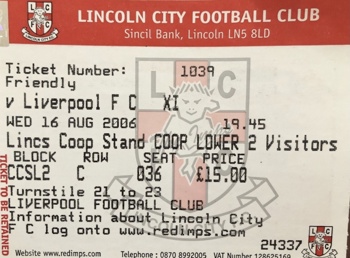 LINCOLN CITY FOOTBALL CLUB
Sincil Bank, Lincoln LN5 8LD
Ticket Number: 1039
Friendly
v Liverpool F C XI
WED 16 AUG 2006 19.45
Lincs Coop Stand COOP LOWER 2 Visitors
BLOCK ROW SEAT PRICE
CCSL2 C 036 £15.00
Turnstile 21 to 23
LIVERPOOL FOOTBALL CLUB
Information about Lincoln City
F C log onto www.redimps.com
24337
Website www.redimps.com Telephone: 0870 8992005 VAT Number 128625169
TICKET TO BE RETAINED
L C
F C
L C
F C
L C